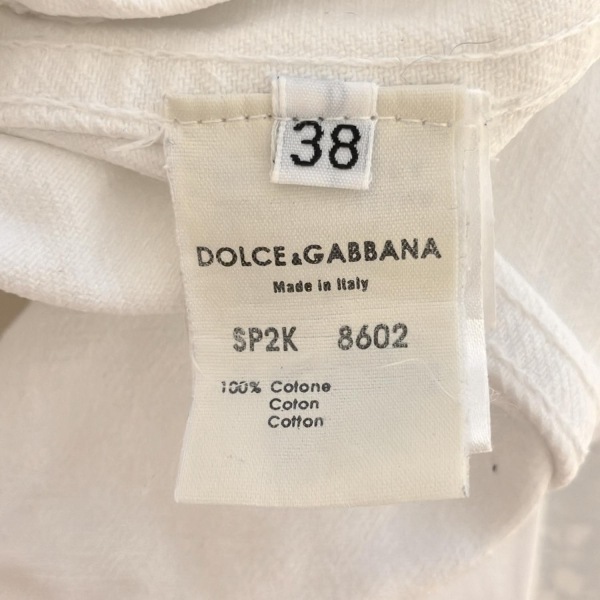 38
DOLCE&GABBANA
Made in Italy
SP2K 8602
100% Cotone
Coton
Cotton